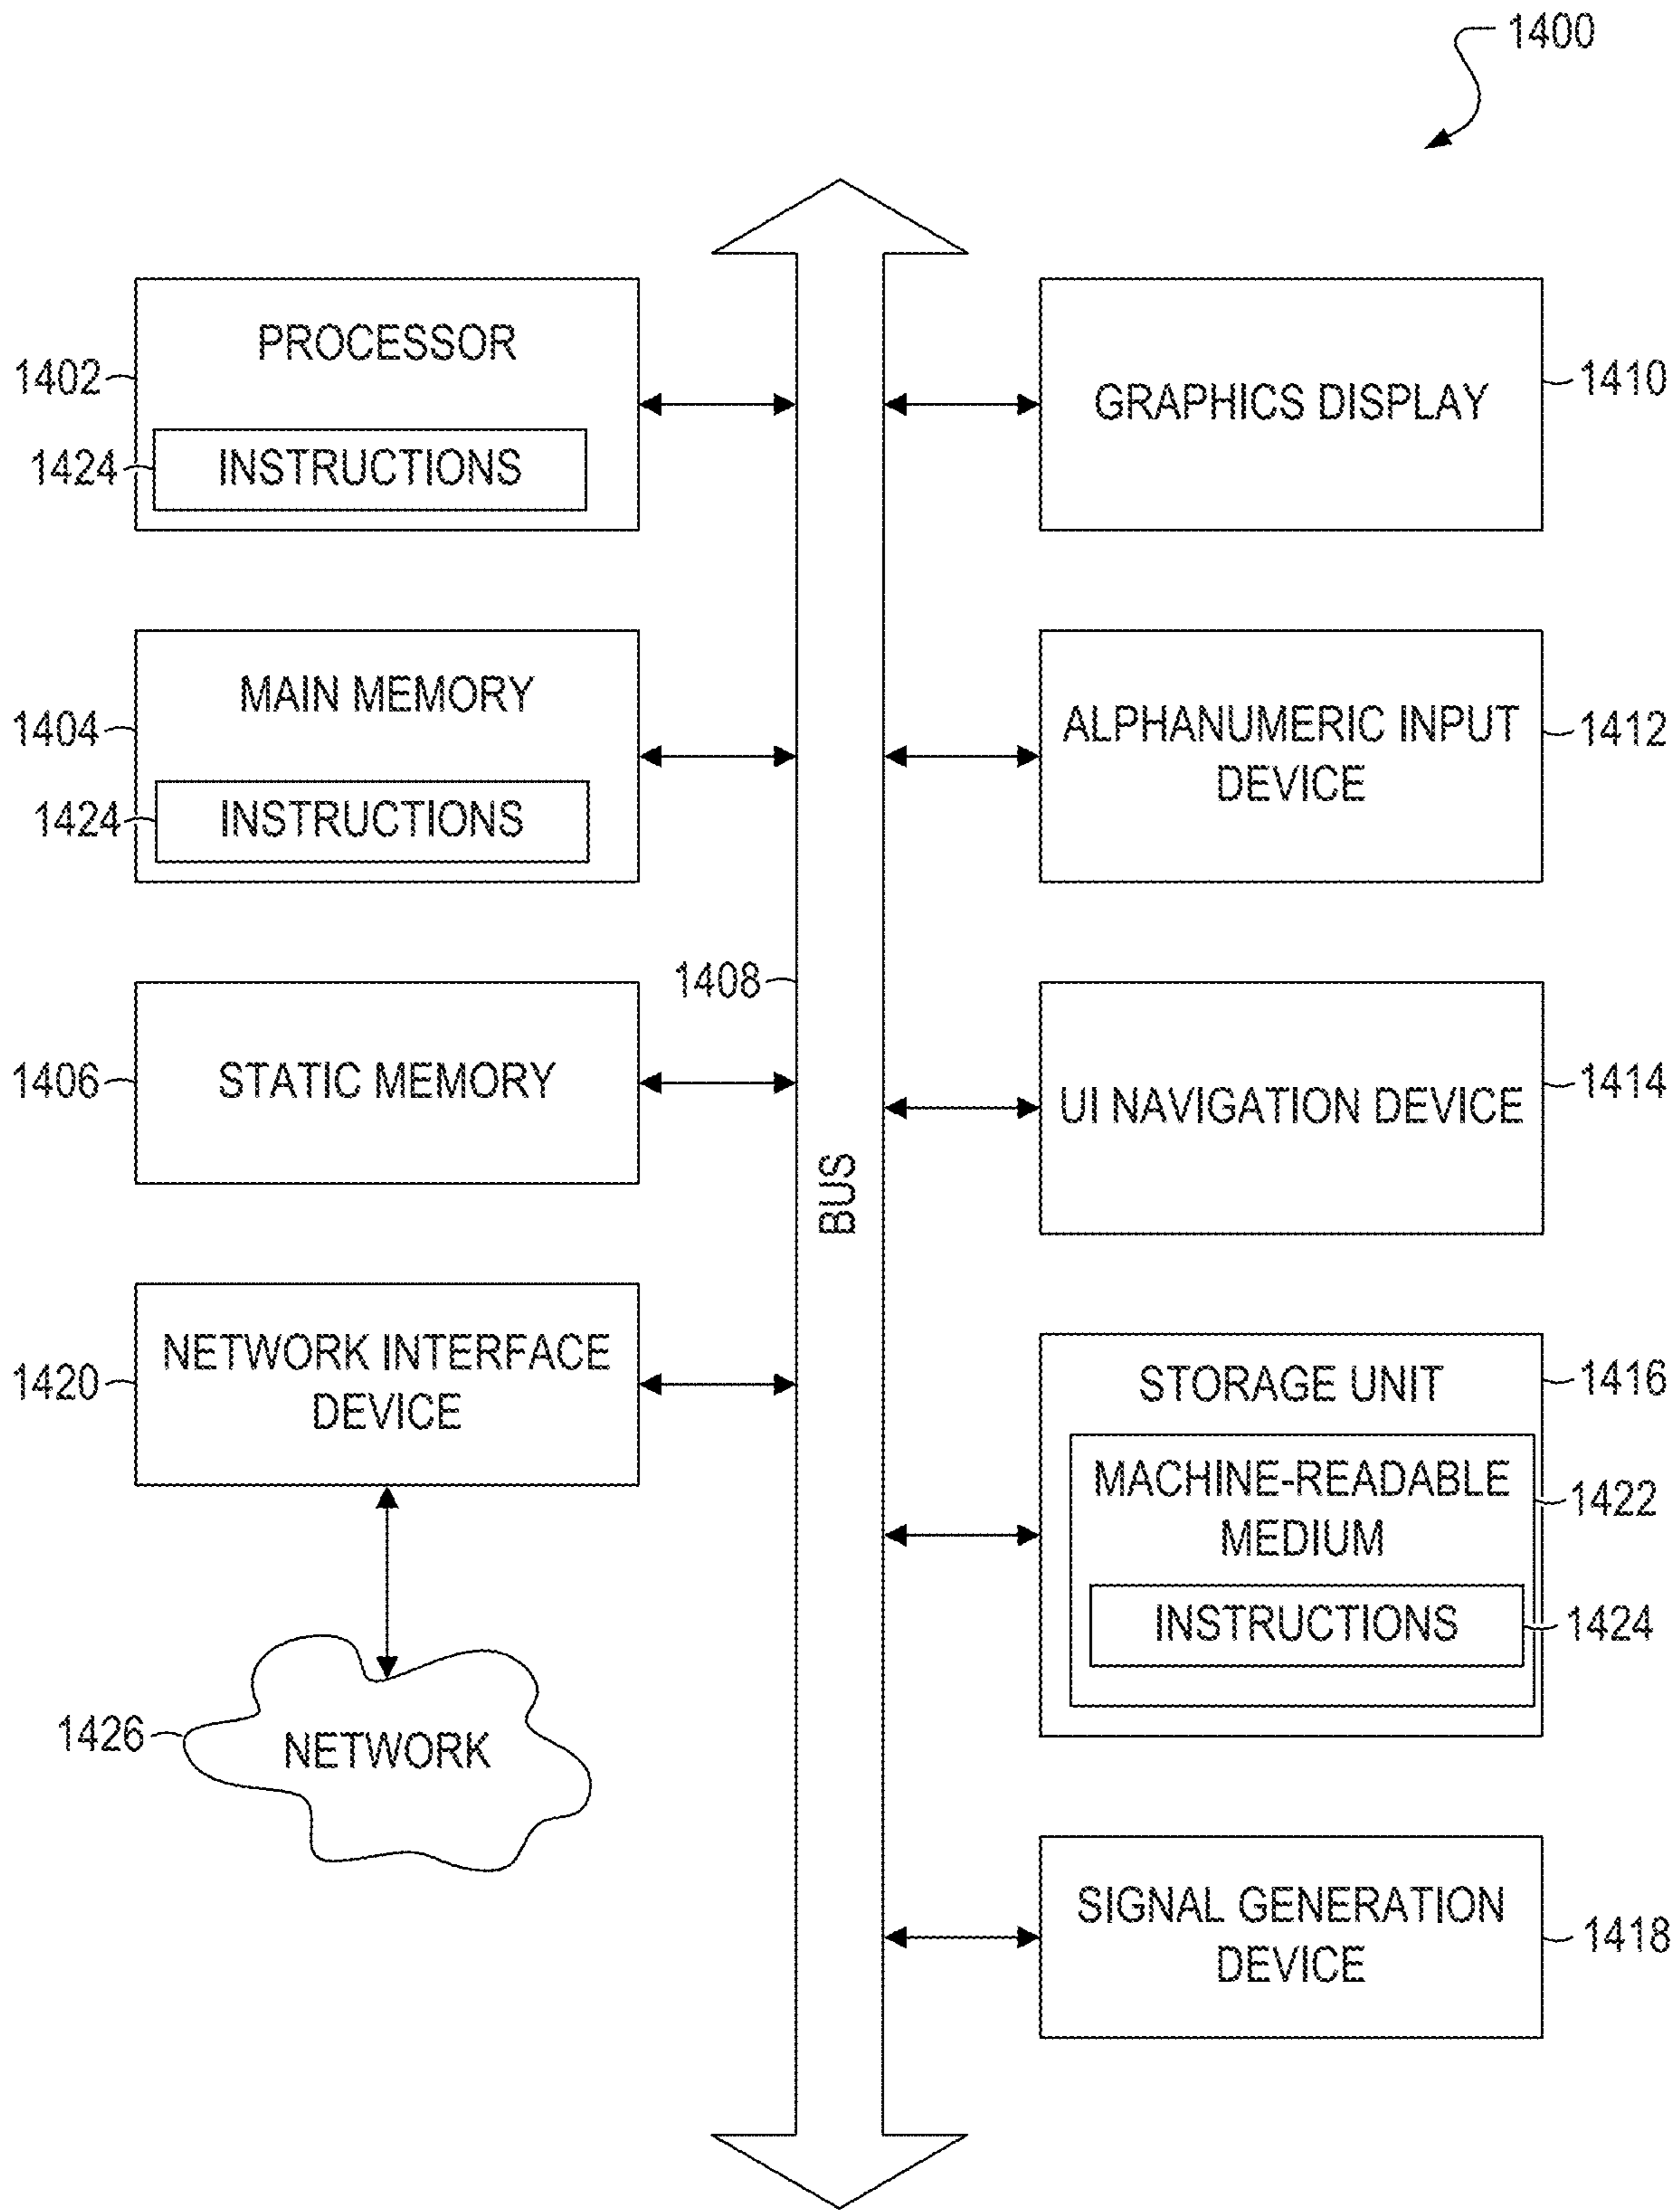 1400
PROCESSOR
1402
1424
INSTRUCTIONS
MAIN MEMORY
1404
1424
INSTRUCTIONS
1408
STATIC MEMORY
1406
BUS
NETWORK INTERFACE
DEVICE
1420
1426
NETWORK
GRAPHICS DISPLAY
1410
ALPHANUMERIC INPUT
DEVICE
1412
UI NAVIGATION DEVICE
1414
STORAGE UNIT
1416
MACHINE-READABLE
MEDIUM
1422
INSTRUCTIONS
1424
SIGNAL GENERATION
DEVICE
1418